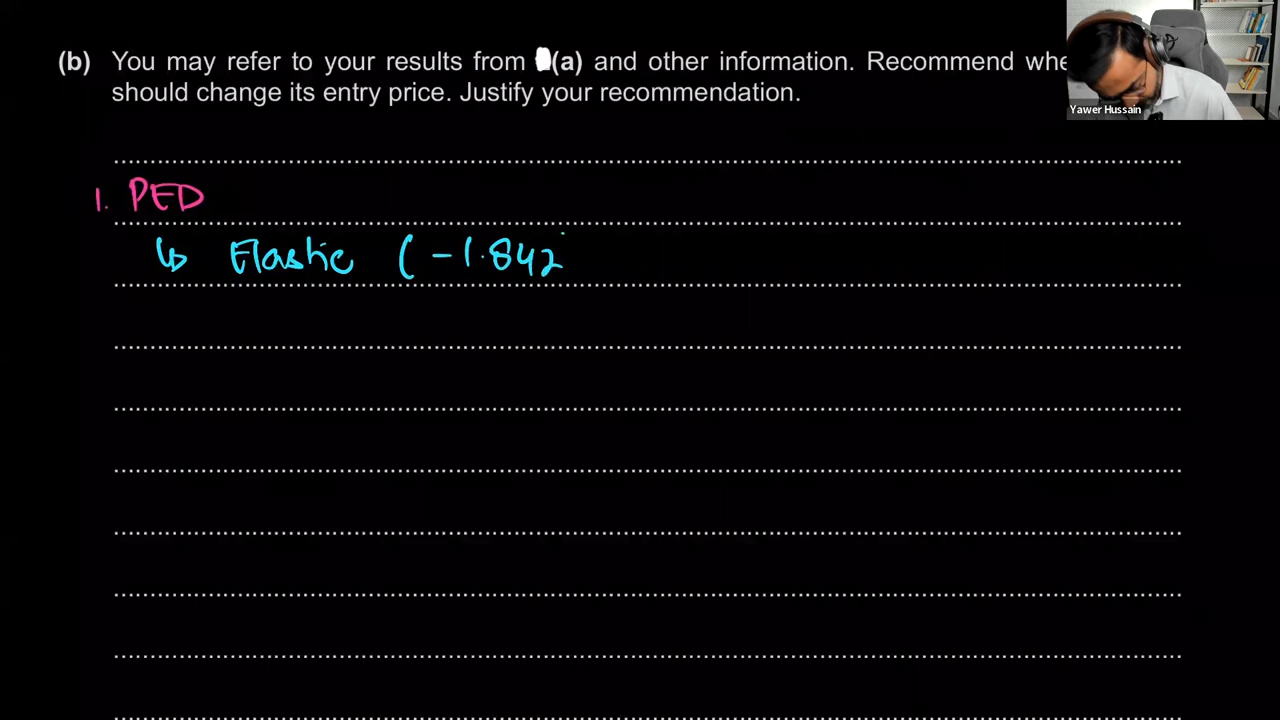 (b) You may refer to your results from (a) and other information. Recommend whe
should change its entry price. Justify your recommendation.
Yawer Hussain
1. PED
↳ Elastic ( -1.842